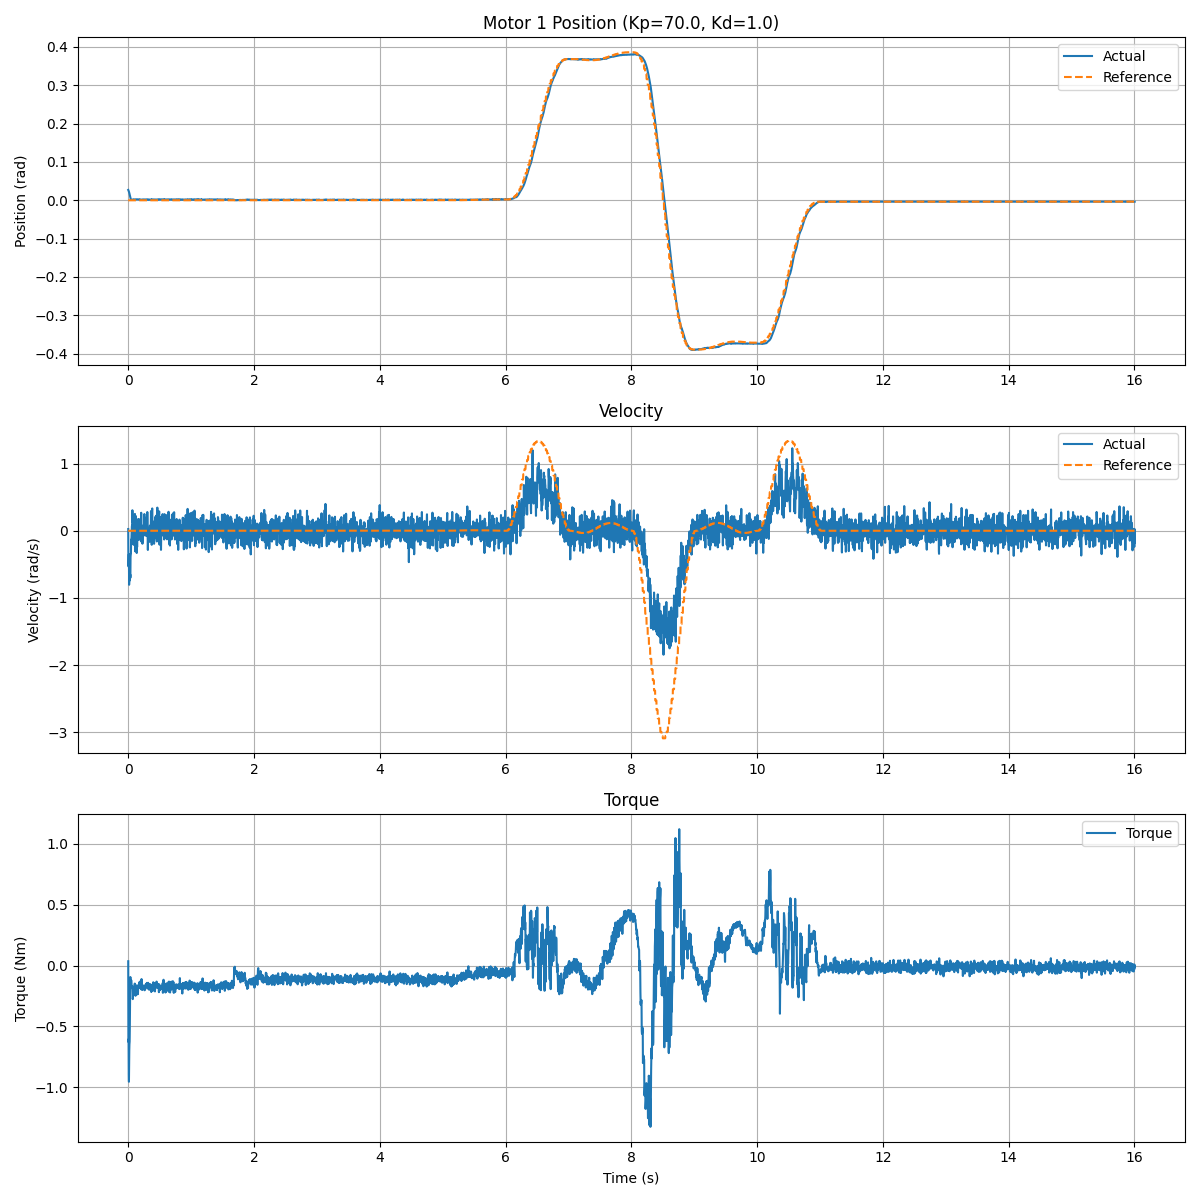 Motor 1 Position (Kp=70.0, Kd=1.0)
Position (rad)
0.4
0.3
0.2
0.1
0.0
−0.1
−0.2
−0.3
−0.4
Actual
Reference
0 2 4 6 8 10 12 14 16
Velocity
Velocity (rad/s)
1
0
−1
−2
−3
Actual
Reference
0 2 4 6 8 10 12 14 16
Torque
Torque (Nm)
1.0
0.5
0.0
−0.5
−1.0
Torque
0 2 4 6 8 10 12 14 16
Time (s)